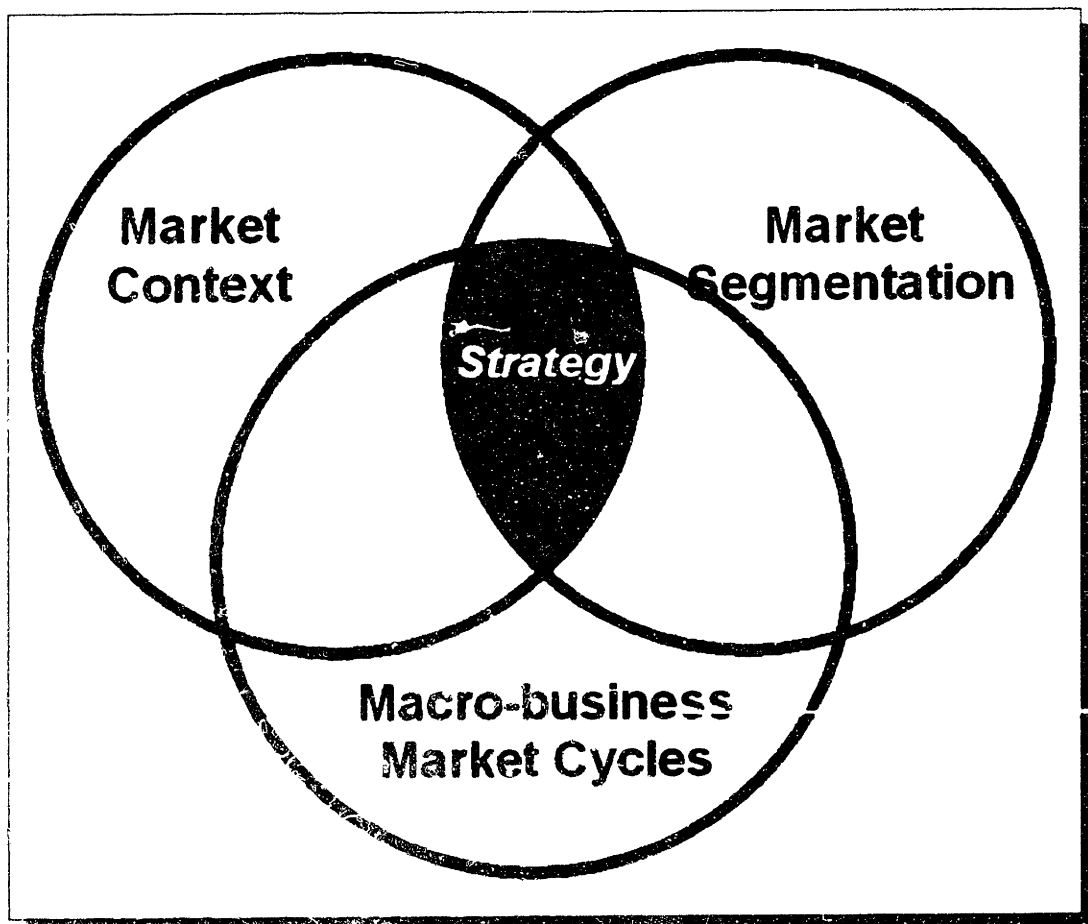 Market
Context
Market
Segmentation
Strategy
Macro-business
Market Cycles